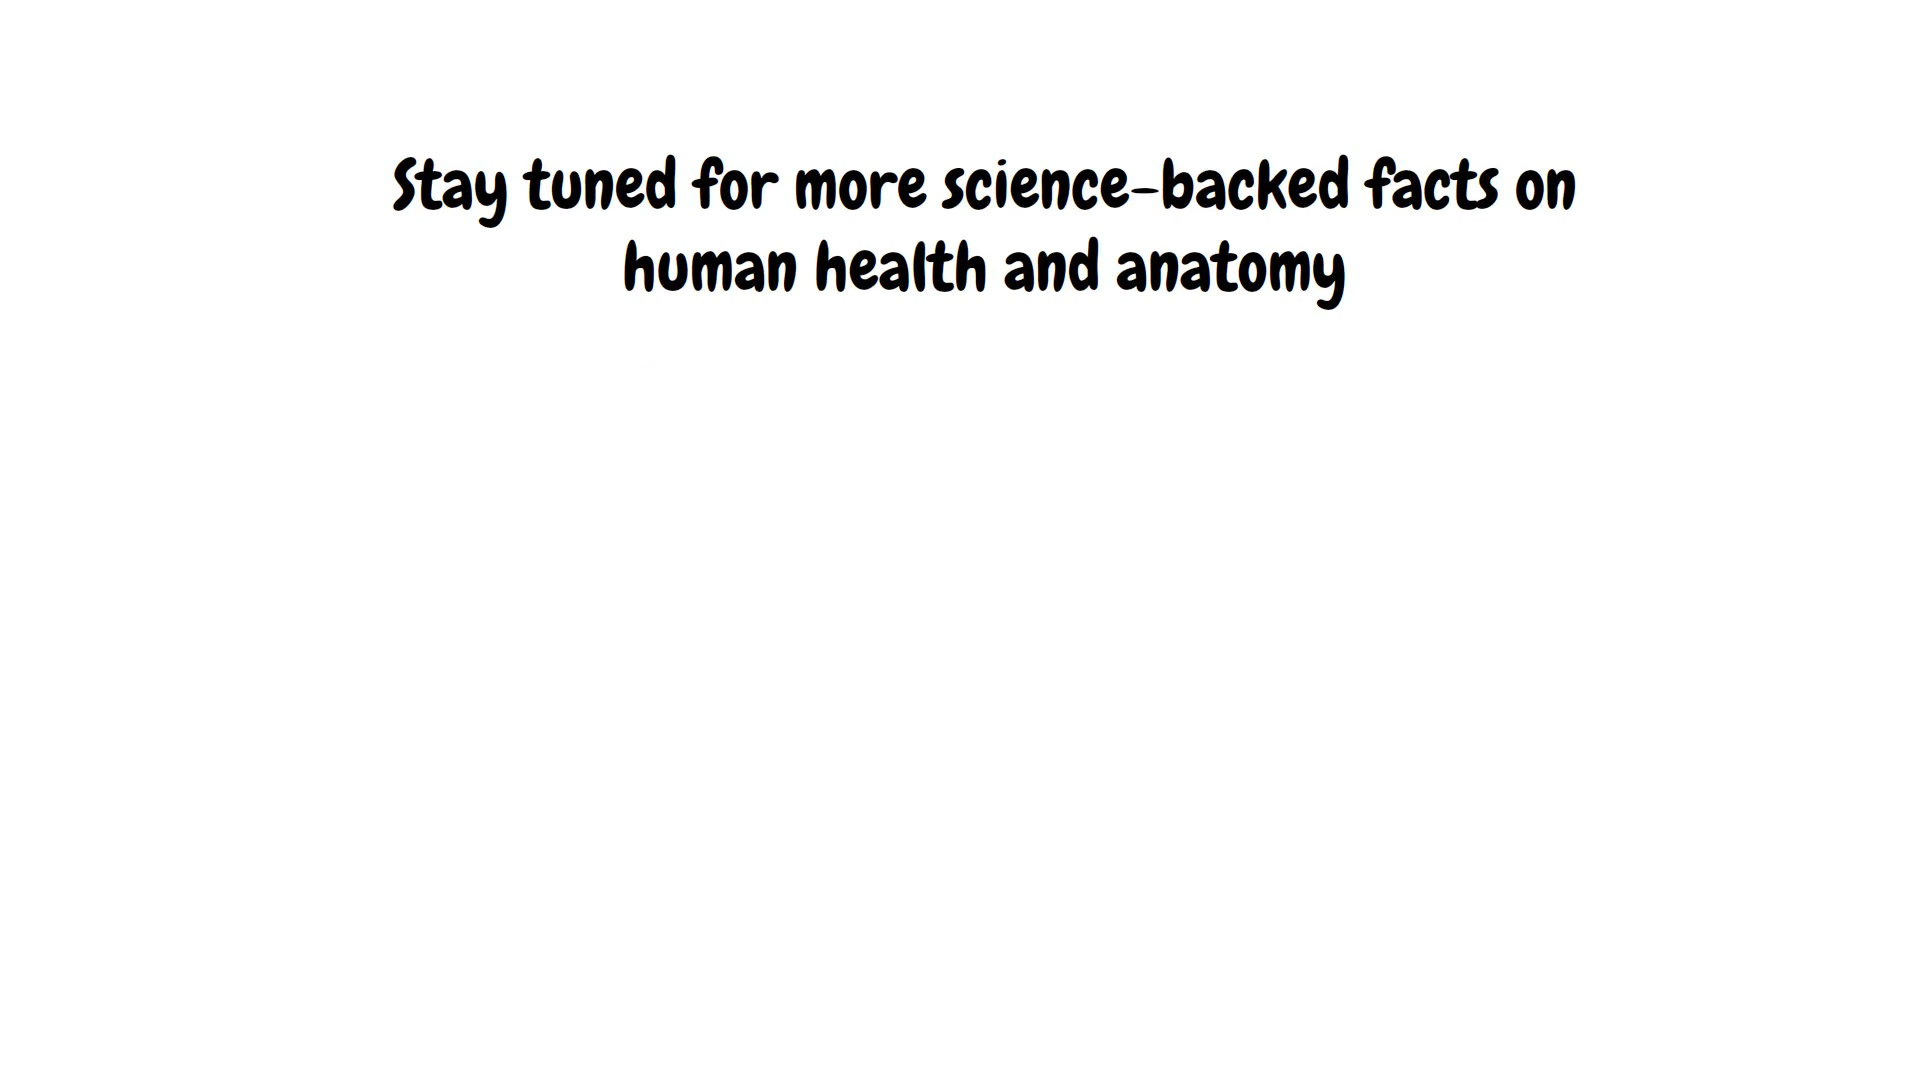 Stay tuned for more science-backed facts on
human health and anatomy